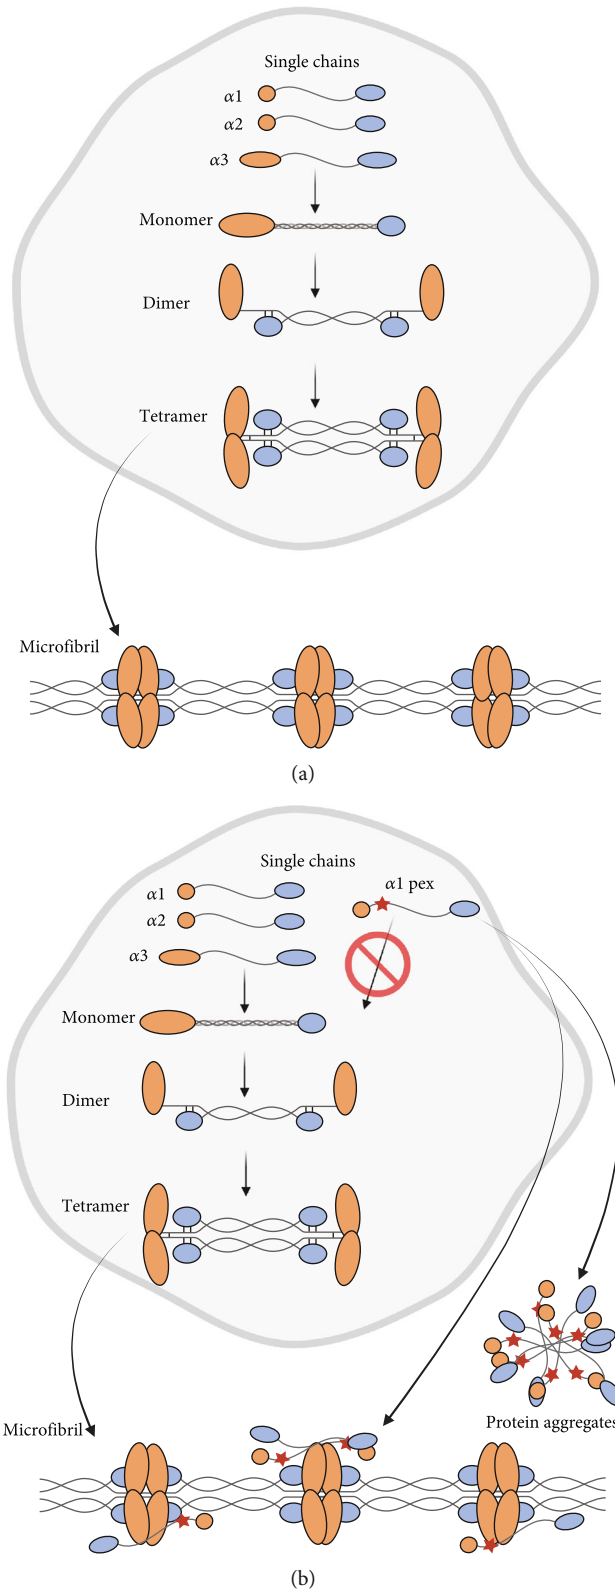 Single chains
α1
α2
α3
Monomer
Dimer
Tetramer
Microfibril
(a)
Single chains
α1
α1 pex
α2
α3
Monomer
Dimer
Tetramer
Protein aggregates
Microfibril
(b)